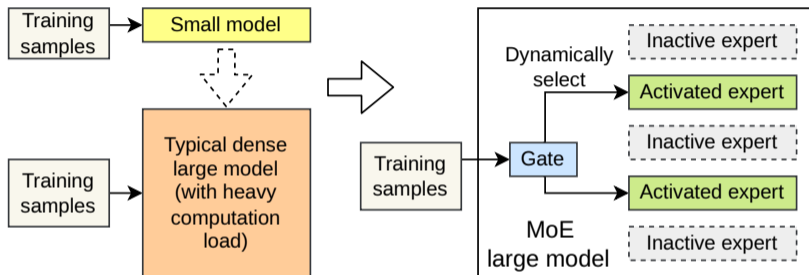 Training
samples
Small model
Training
samples
Typical dense
large model
(with heavy
computation
load)
Training
samples
Gate
Dynamically
select
Inactive expert
Activated expert
Inactive expert
Activated expert
Inactive expert
MoE
large model